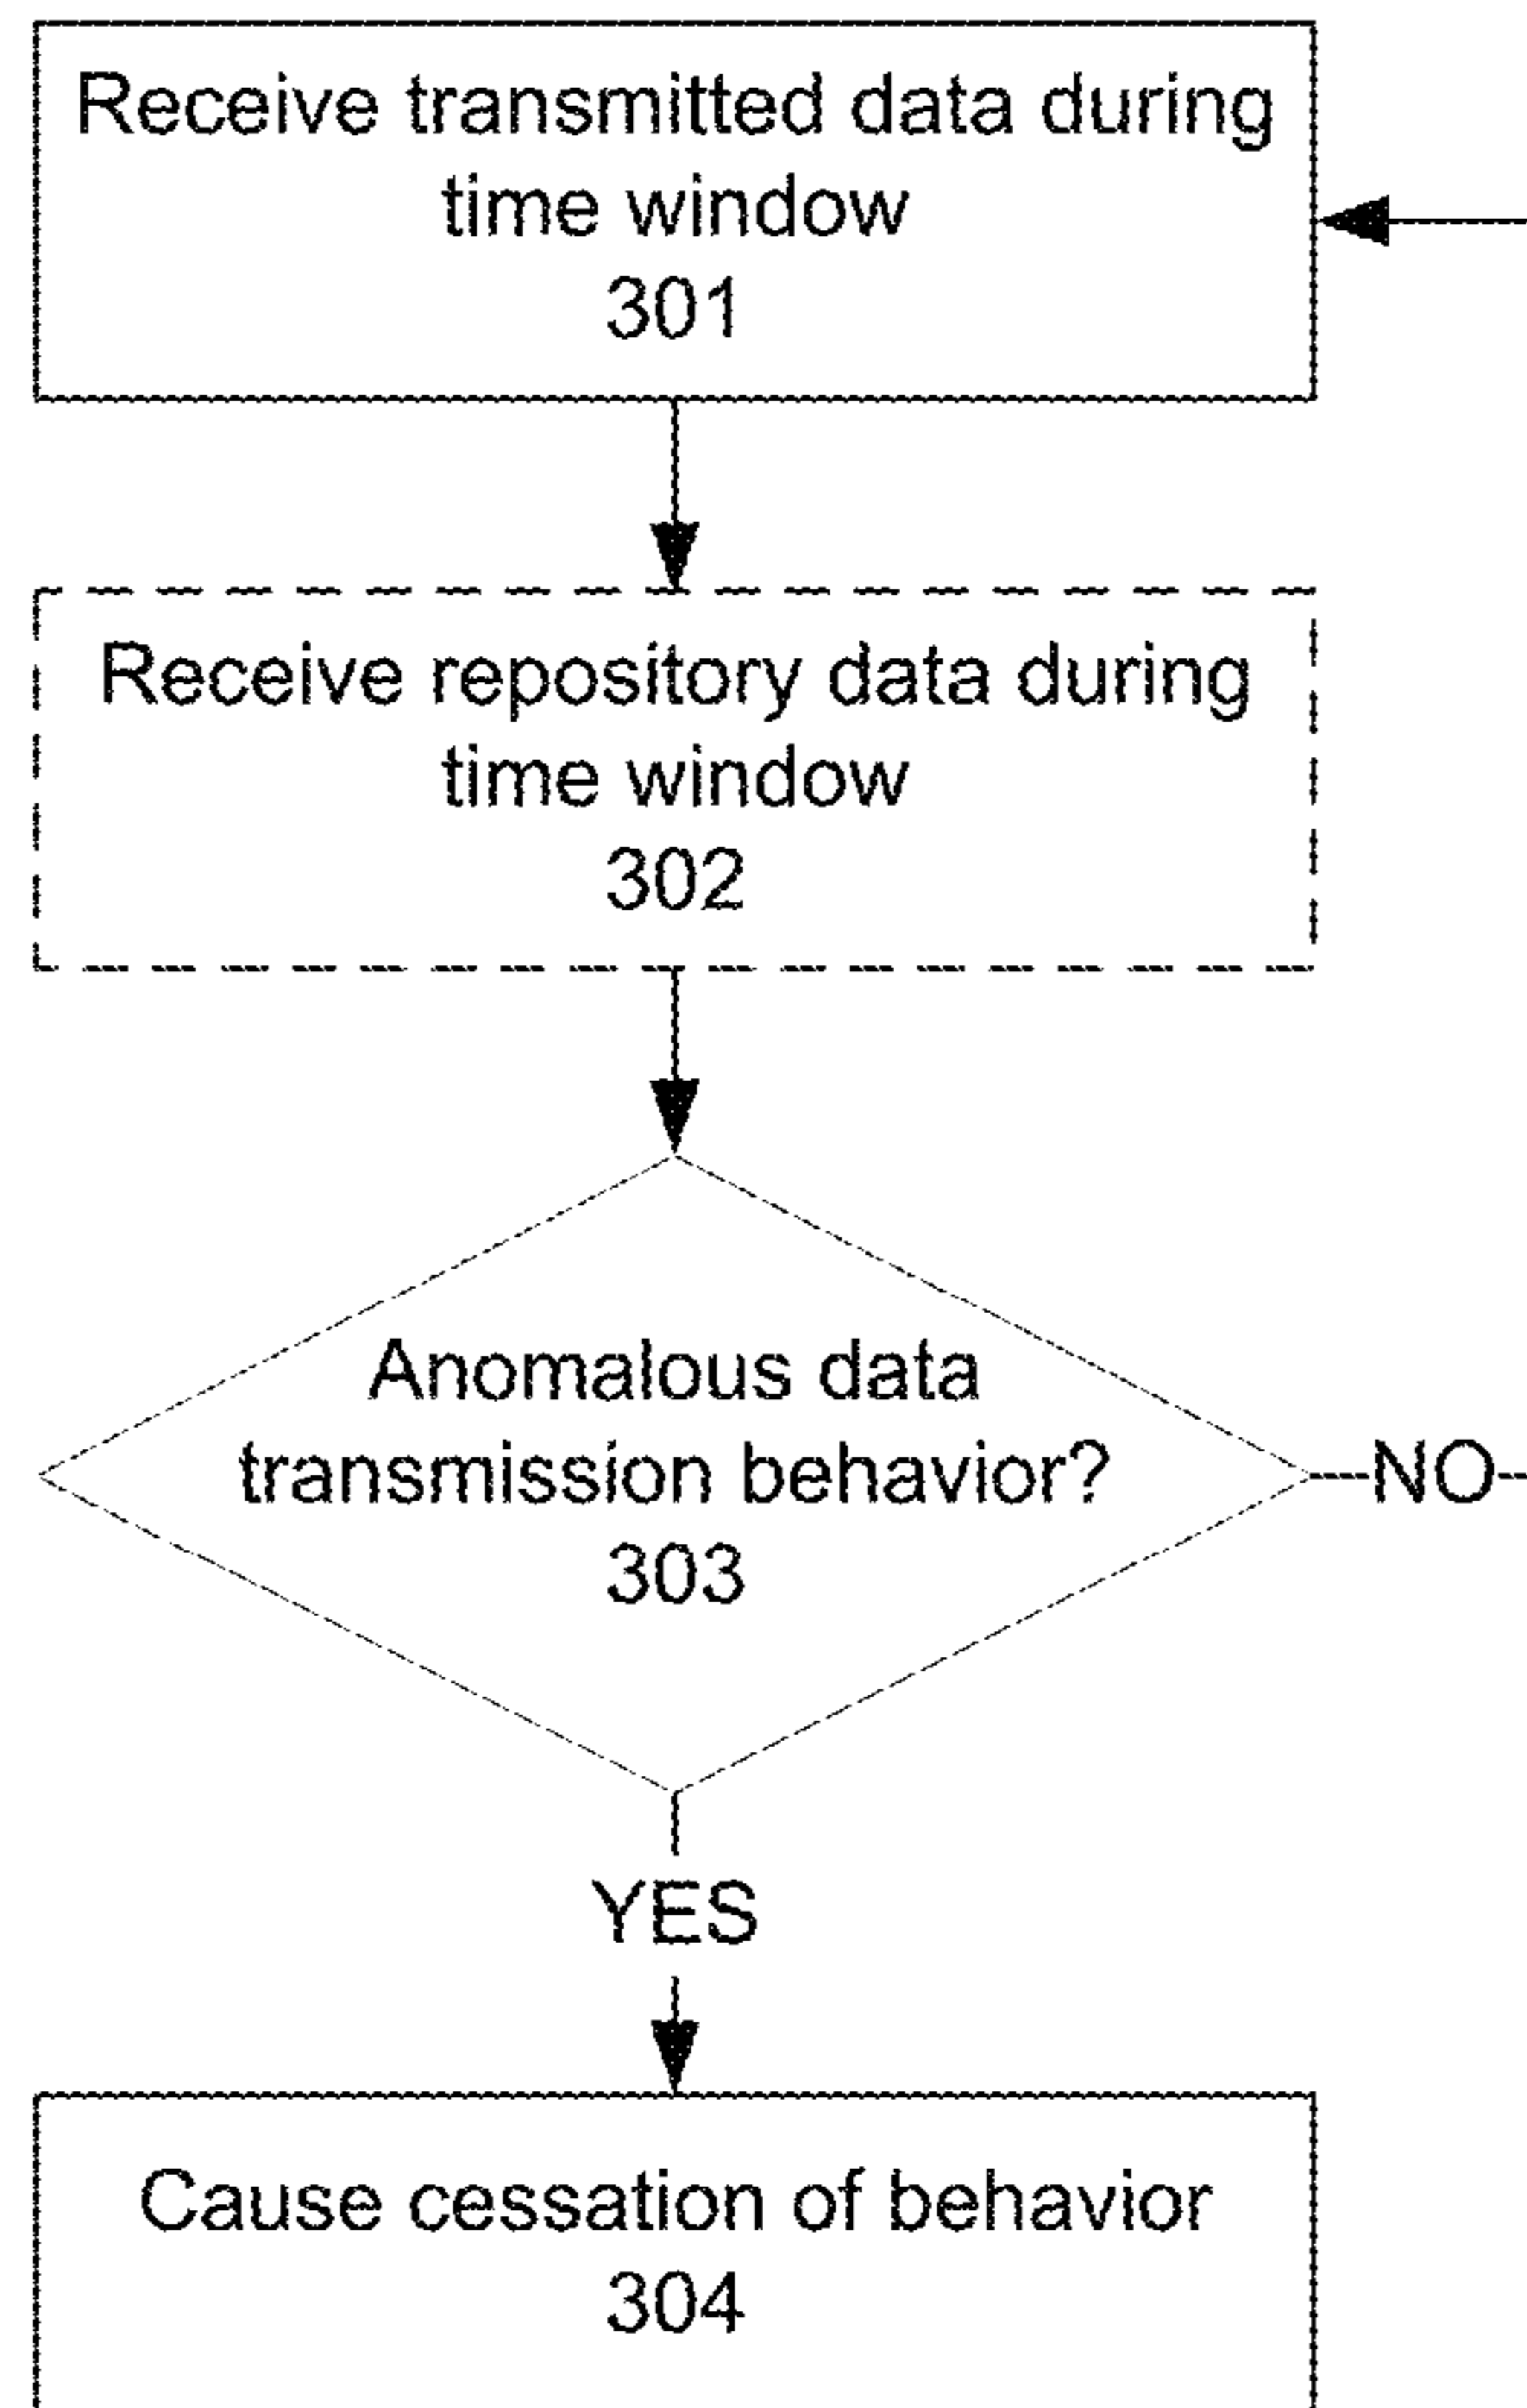 Receive transmitted data during
time window
301
Receive repository data during
time window
302
Anomalous data
transmission behavior?
303
NO
YES
Cause cessation of behavior
304